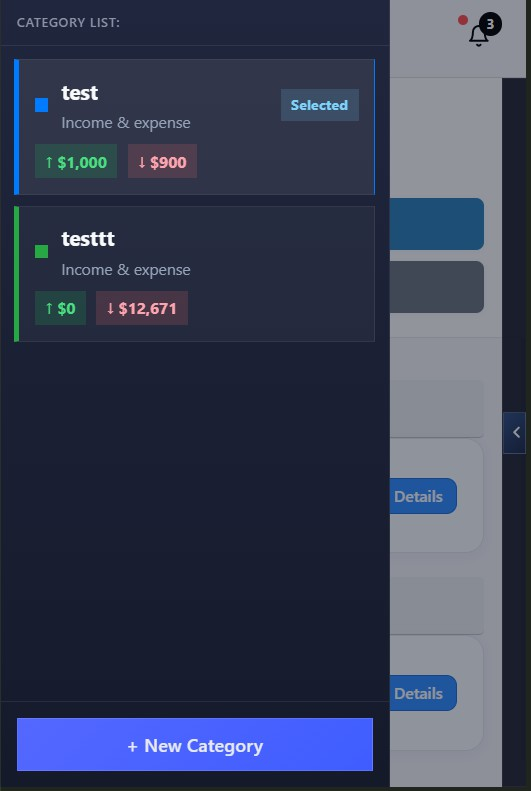 CATEGORY LIST:
3
test
Income & expense
Selected
↑ $1,000
↓ $900
testtt
Income & expense
↑ $0
↓ $12,671
Details
Details
+ New Category